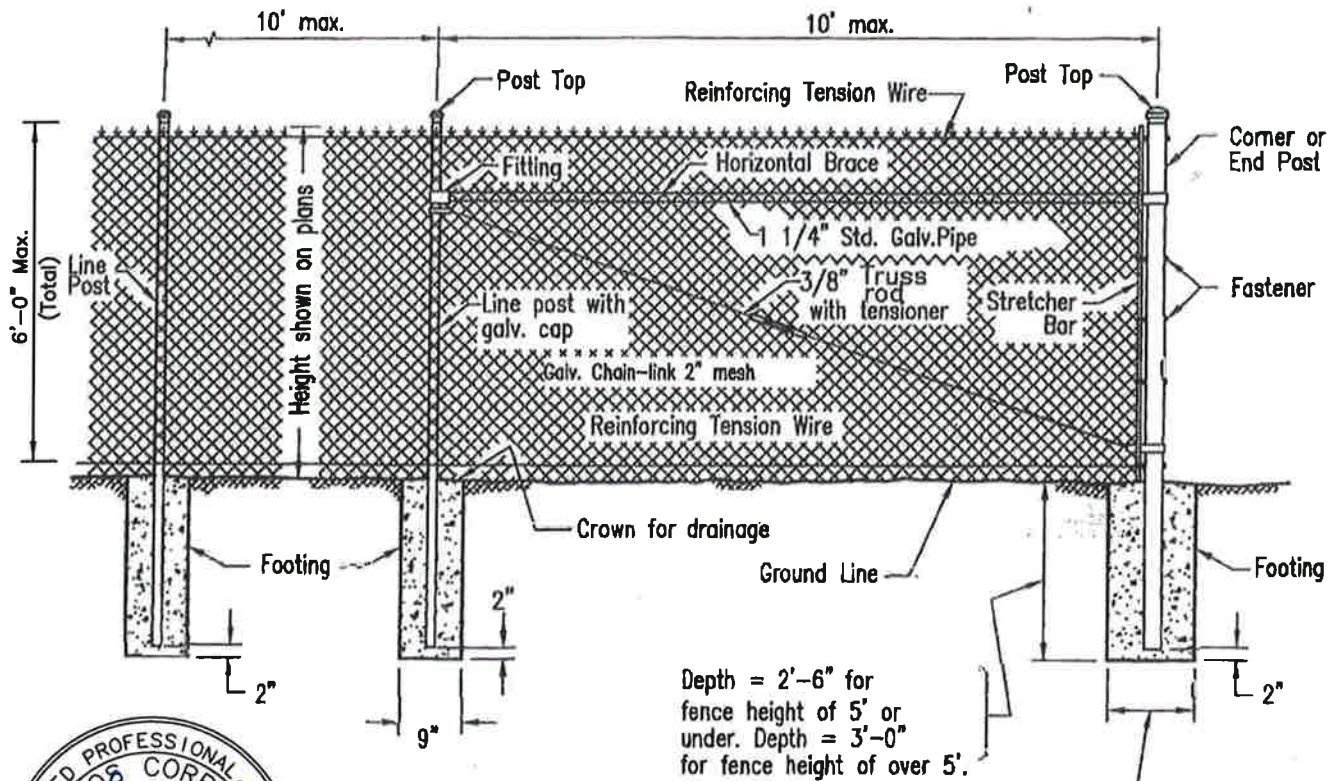 10' max.
10' max.
Post Top
Post Top
Reinforcing Tension Wire
Corner or
End Post
Fitting
Horizontal Brace
6'-0" Max.
(Total)
Line
Post
Height shown on plans
1 1/4" Std. Galv.Pipe
3/8" Truss
rod
with tensioner
Stretcher
Bar
Fastener
Line post with
galv. cap
Galv. Chain-link 2" mesh
Reinforcing Tension Wire
Crown for drainage
Footing
Ground Line
Footing
2"
2"
2"
9"
Depth = 2'-6" for
fence height of 5' or
under. Depth = 3'-0"
for fence height of over 5'.
PROFESSIONAL